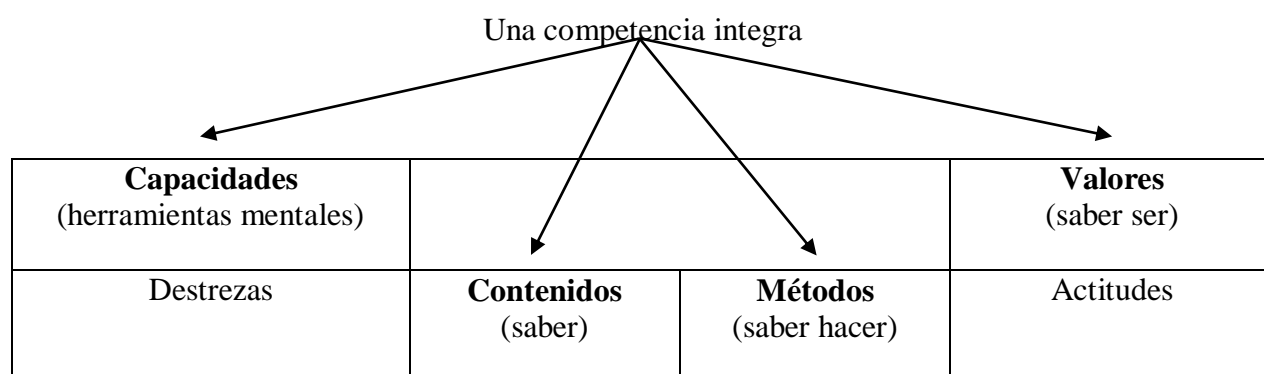 Una competencia integra
Capacidades
(herramientas mentales)
Valores
(saber ser)
Destrezas
Contenidos
(saber)
Métodos
(saber hacer)
Actitudes